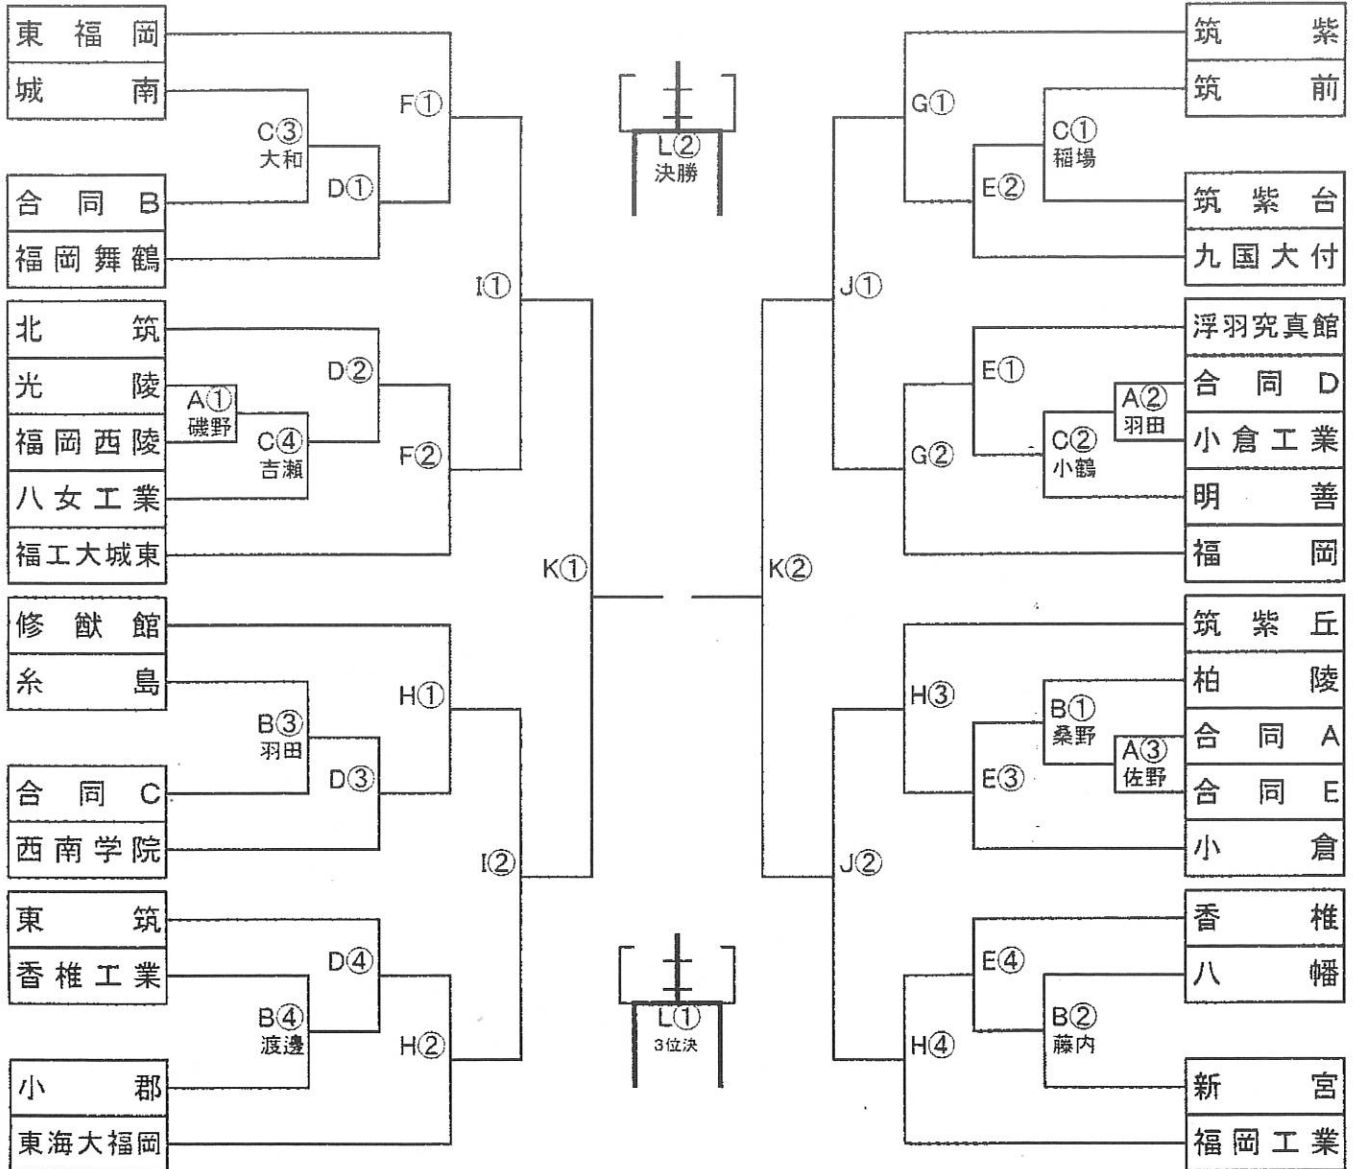 東福岡
城南
合同B
福岡舞鶴
北筑
光陵
福岡西陵
八女工業
福工大城東
修猷館
糸島
合同C
西南学院
東筑
香椎工業
小郡
東海大福岡
C③
大和
D①
F①
A①
磯野
C④
吉瀬
D②
F②
I①
B③
羽田
D③
H①
B④
渡邊
D④
H②
I②
K①
L②
決勝
L①
3位決
K②
J①
G①
E②
C①
稲場
E①
G②
C②
小鶴
A②
羽田
J②
H③
E③
B①
桑野
A③
佐野
E④
B②
藤内
H④
筑紫
筑前
筑紫台
九国大付
浮羽究真館
合同D
小倉工業
明善
福岡
筑紫丘
柏陵
合同A
合同E
小倉
香椎
八幡
新宮
福岡工業